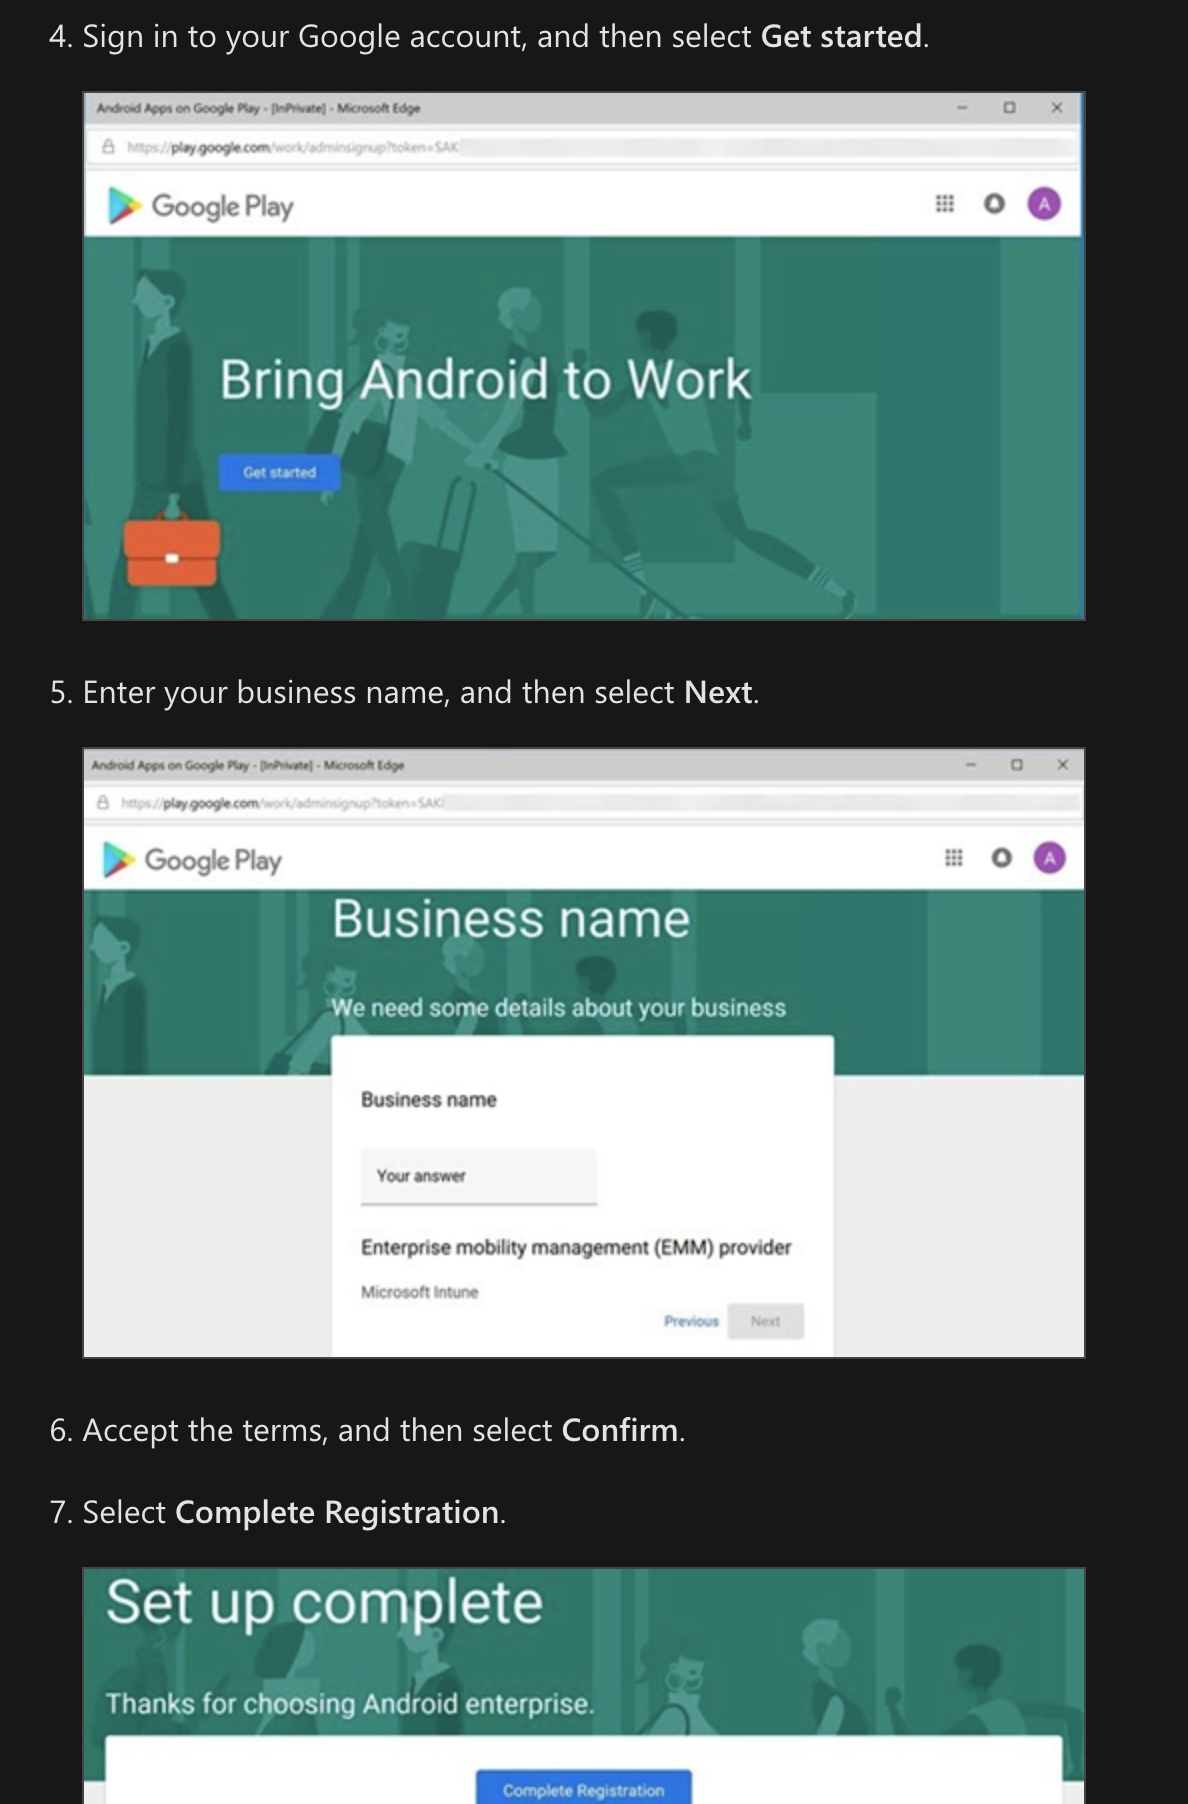 4. Sign in to your Google account, and then select Get started.
Android Apps on Google Play - [InPrivate] - Microsoft Edge
https://play.google.com/work/adminsignup?token=SAK
Google Play
A
Bring Android to Work
Get started
5. Enter your business name, and then select Next.
Android Apps on Google Play - [InPrivate] - Microsoft Edge
https://play.google.com/work/adminsignup?token=SAK
Google Play
A
Business name
We need some details about your business
Business name
Your answer
Enterprise mobility management (EMM) provider
Microsoft Intune
Previous Next
6. Accept the terms, and then select Confirm.
7. Select Complete Registration.
Set up complete
Thanks for choosing Android enterprise.
Complete Registration